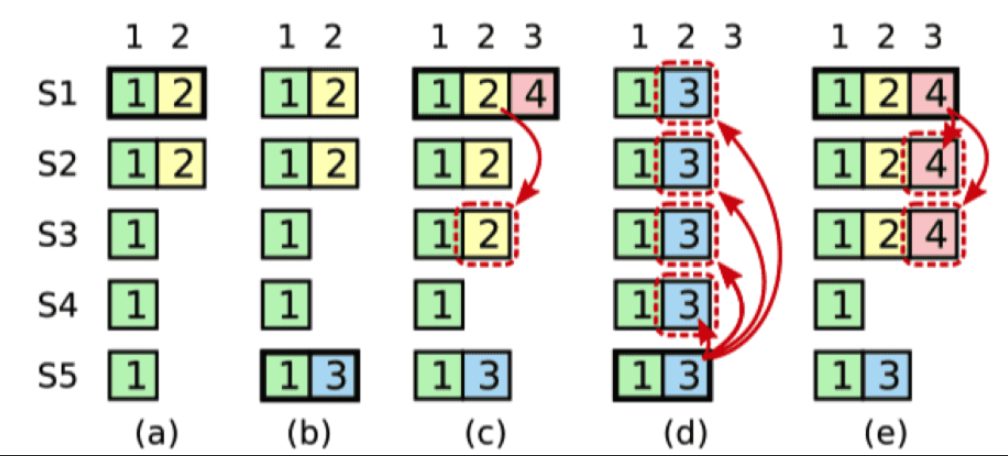 1 2 1 2 1 2 3 1 2 3 1 2 3
S1 1 2 1 2 1 2 4 1 3 1 2 4
S2 1 2 1 2 1 2 1 3 1 2 4
S3 1 1 1 2 1 3 1 2 4
S4 1 1 1 1 3 1
S5 1 1 3 1 3 1 3 1 3
(a) (b) (c) (d) (e)